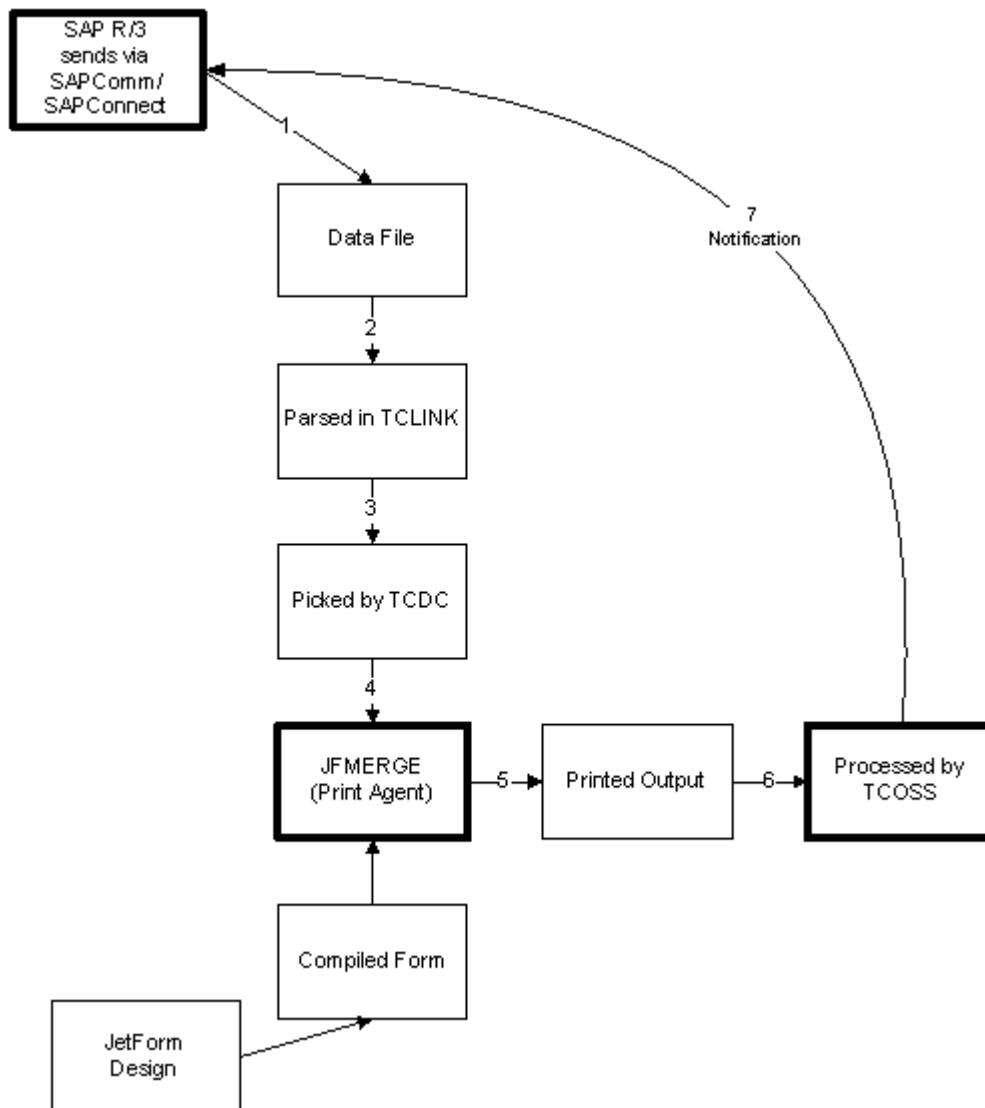 SAP R/3
sends via
SAPComm/
SAPConnect
1
Data File
7
Notification
2
Parsed in TCLINK
3
Picked by TCDC
4
JFMERGE
(Print Agent)
5
Printed Output
6
Processed by
TCOSS
Compiled Form
JetForm
Design